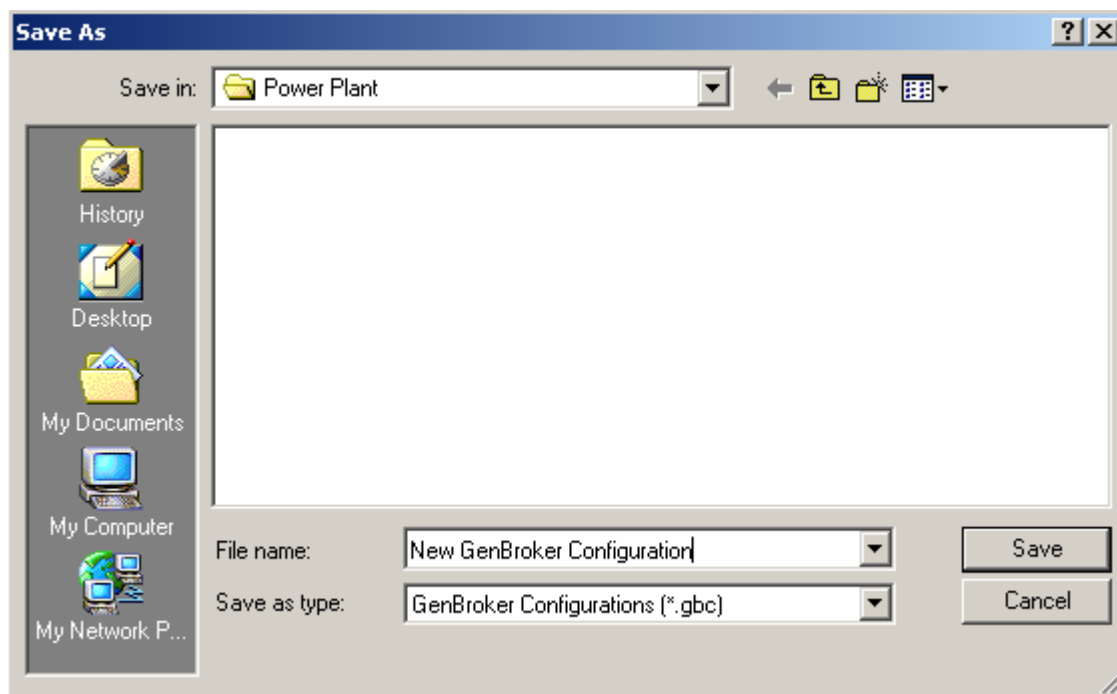 Save As
Save in:
Power Plant
History
Desktop
My Documents
My Computer
My Network P...
File name:
New GenBroker Configuration
Save
Save as type:
GenBroker Configurations (*.gbc)
Cancel